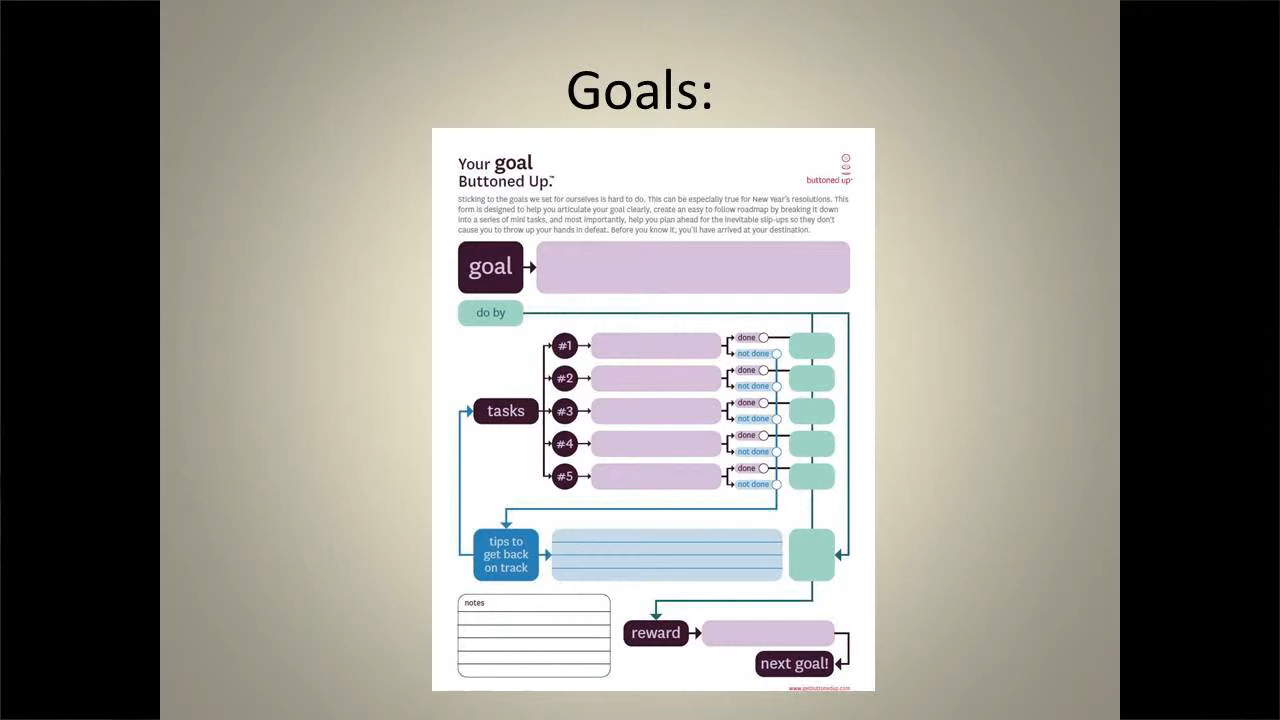 Goals:
Your goal
Buttoned Up.™
buttoned up™
Sticking to the goals we set for ourselves is hard to do. This can be especially true for New Year's resolutions. This
form is designed to help you articulate your goal clearly, create an easy to follow roadmap by breaking it down
into a series of mini tasks, and most importantly, help you plan ahead for the inevitable slip-ups so they don't
cause you to throw up your hands in defeat. Before you know it, you'll have arrived at your destination.
goal
do by
#1
done
not done
#2
done
not done
tasks
#3
done
not done
#4
done
not done
#5
done
not done
tips to
get back
on track
notes
reward
next goal!
www.getbuttonedup.com